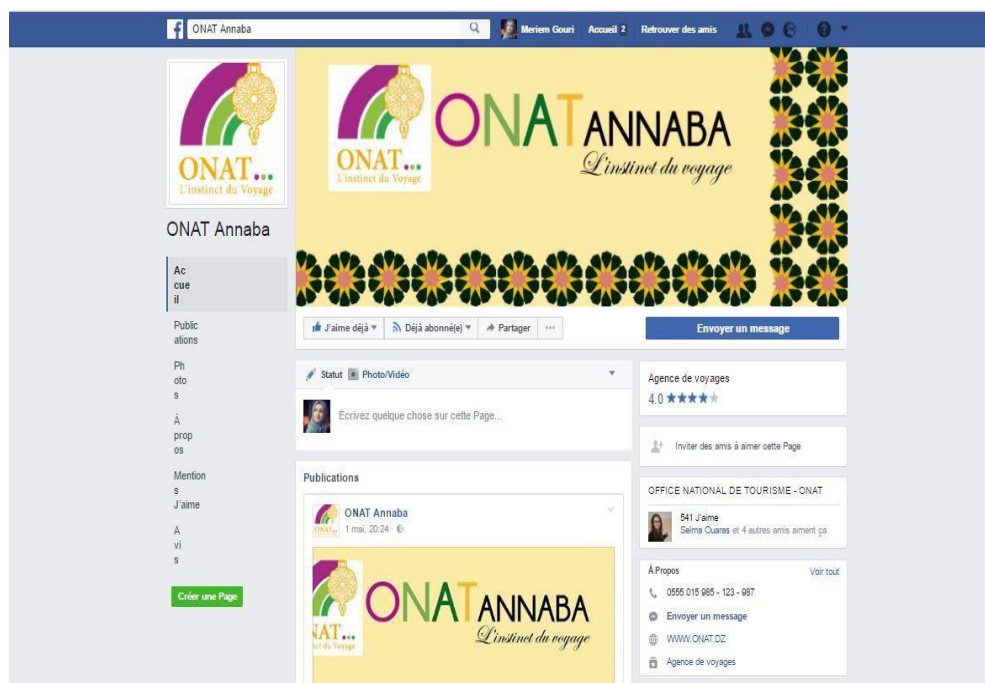 ONAT Annaba
Meriem Gouri Accueil 2 Retrouver des amis
ONAT...
L'instinct du Voyage
ONAT Annaba
Ac
cue
il
Public
ations
Ph
oto
s
À
prop
os
Mention
s
J'aime
A
vi
s
Créer une Page
ONAT...
L'instinct du Voyage
ONAT ANNABA
L'instinct du voyage
J'aime déjà Déjà abonné(e) Partager ...
Envoyer un message
Statut Photo/Vidéo
Écrivez quelque chose sur cette Page...
Publications
ONAT Annaba
1 mai, 20:24
NAT...
ONAT ANNABA
L'instinct du voyage
Agence de voyages
4.0 ★★★★★
Inviter des amis à aimer cette Page
OFFICE NATIONAL DE TOURISME - ONAT
541 J'aime
Selma Ouaras et 4 autres amis aiment ça
À Propos Voir tout
0555 015 985 - 123 - 987
Envoyer un message
WWW.ONAT.DZ
Agence de voyages